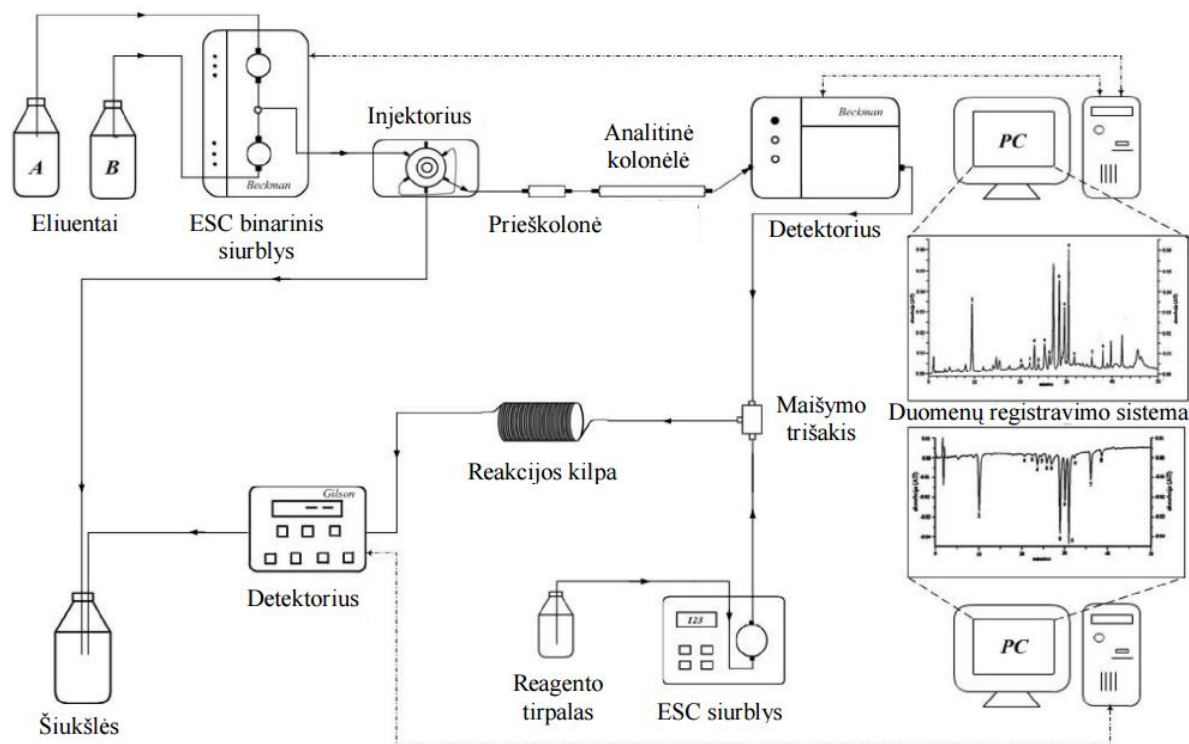 A
B
Eliuentai
Beckman
ESC binarinis
siurblys
Injektorius
Prieškolonė
Analitinė
kolonėlė
Beckman
Detektorius
PC
Duomenų registravimo sistema
Maišymo
trišakis
Reakcijos kilpa
Gilson
Detektorius
Šiukšlės
Reagento
tirpalas
123
ESC siurblys
PC